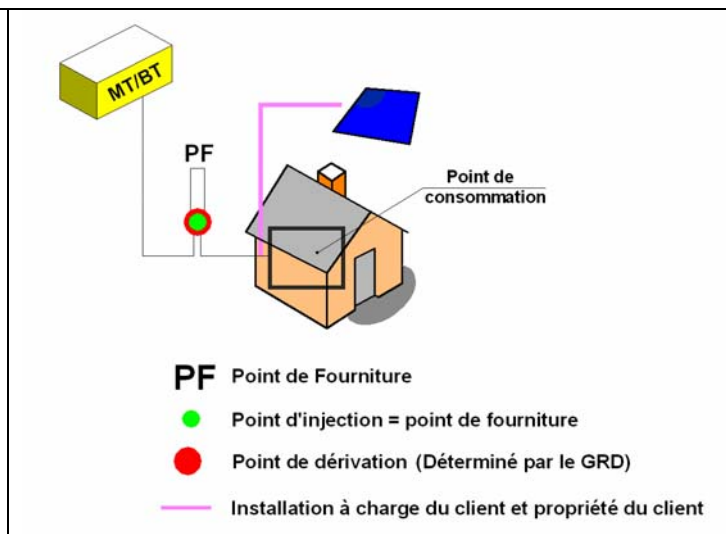 MT/BT
PF
Point de
consommation
PF Point de Fourniture
Point d'injection = point de fourniture
Point de dérivation (Déterminé par le GRD)
Installation à charge du client et propriété du client